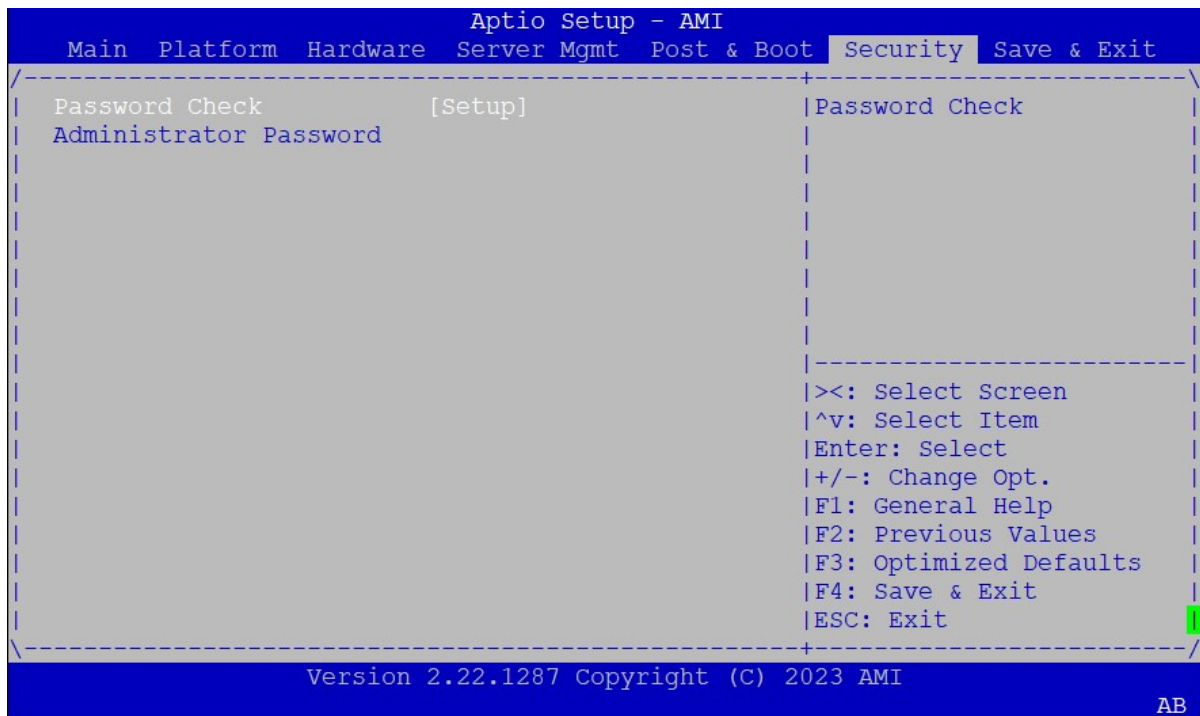 Aptio Setup - AMI
Main Platform Hardware Server Mgmt Post & Boot Security Save & Exit
/----------------------------------------------------+-------------------------\
| Password Check [Setup] |Password Check |
| Administrator Password | |
| | |
| | |
| | |
| | |
| | |
| | |
| | |
| |-------------------------|
| |><: Select Screen |
| |^v: Select Item |
| |Enter: Select |
| |+/-: Change Opt. |
| |F1: General Help |
| |F2: Previous Values |
| |F3: Optimized Defaults |
| |F4: Save & Exit |
| |ESC: Exit |
\----------------------------------------------------+-------------------------/
Version 2.22.1287 Copyright (C) 2023 AMI
AB